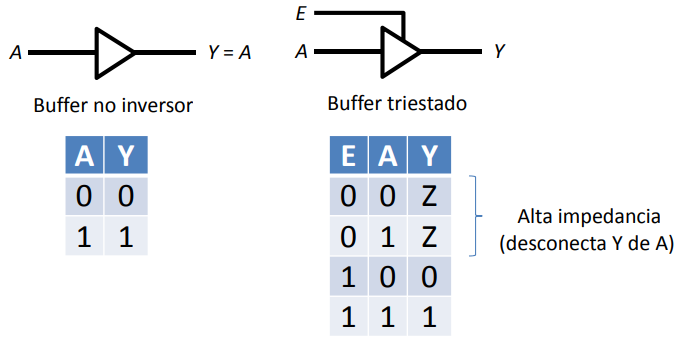 A
Y = A
Buffer no inversor
A Y
0 0
1 1
E
A
Y
Buffer triestado
E A Y
0 0 Z
0 1 Z
1 0 0
1 1 1
Alta impedancia
(desconecta Y de A)